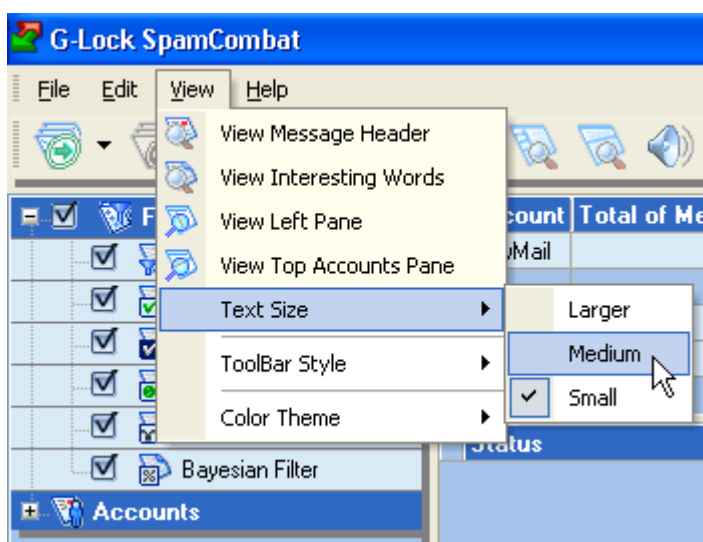 G-Lock SpamCombat
File Edit View Help
View Message Header
View Interesting Words
View Left Pane
View Top Accounts Pane
Text Size
ToolBar Style
Color Theme
Larger
Medium
Small
Total of
Status
Bayesian Filter
Accounts